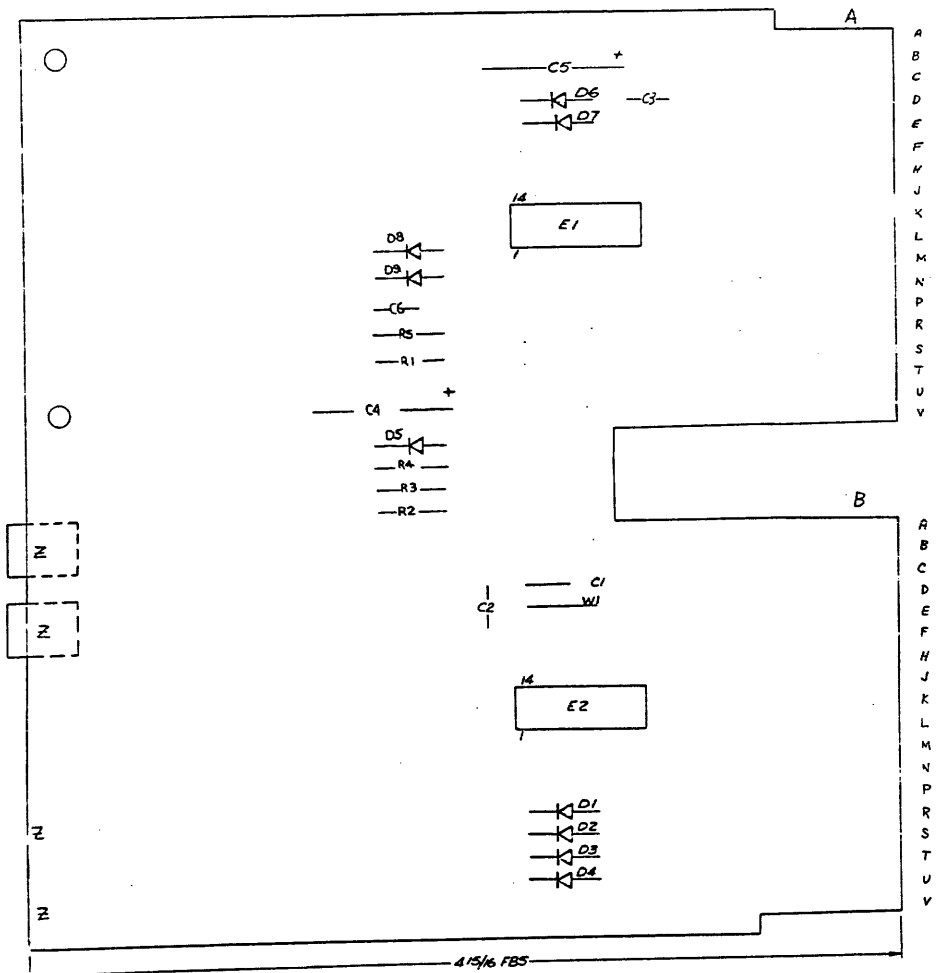 A
A
B
C
D
E
F
H
J
K
L
M
N
P
R
S
T
U
V
C5 +
D6 C3
D7
14
E1
1
D8
D9
C6
R5
R1
+
C4
D5
R4
R3
R2
B
A
B
C
D
E
F
H
J
K
L
M
N
P
R
S
T
U
V
Z
Z
C1
C2
W1
14
E2
1
D1
D2
D3
D4
Z
Z
4 15/16 FBS